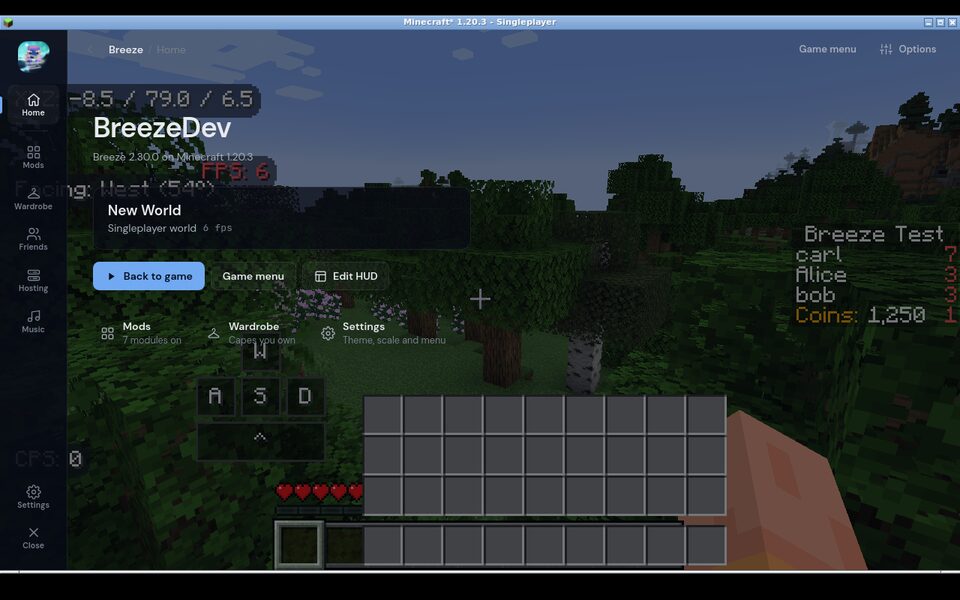 Minecraft* 1.20.3 - Singleplayer
Breeze / Home
Game menu
Options
-8.5 / 79.0 / 6.5
Home
BreezeDev
Breeze 2.30.0 on Minecraft 1.20.3
FPS: 6
Mods
Facing: West (54°)
Wardrobe
New World
Singleplayer world 6 fps
Friends
Breeze Test
carl 7
Alice 3
bob 3
Coins: 1,250 1
Hosting
Back to game
Game menu
Edit HUD
Music
Mods
7 modules on
Wardrobe
Capes you own
Settings
Theme, scale and menu
W
A S D
^
CPS: 0
Settings
Close